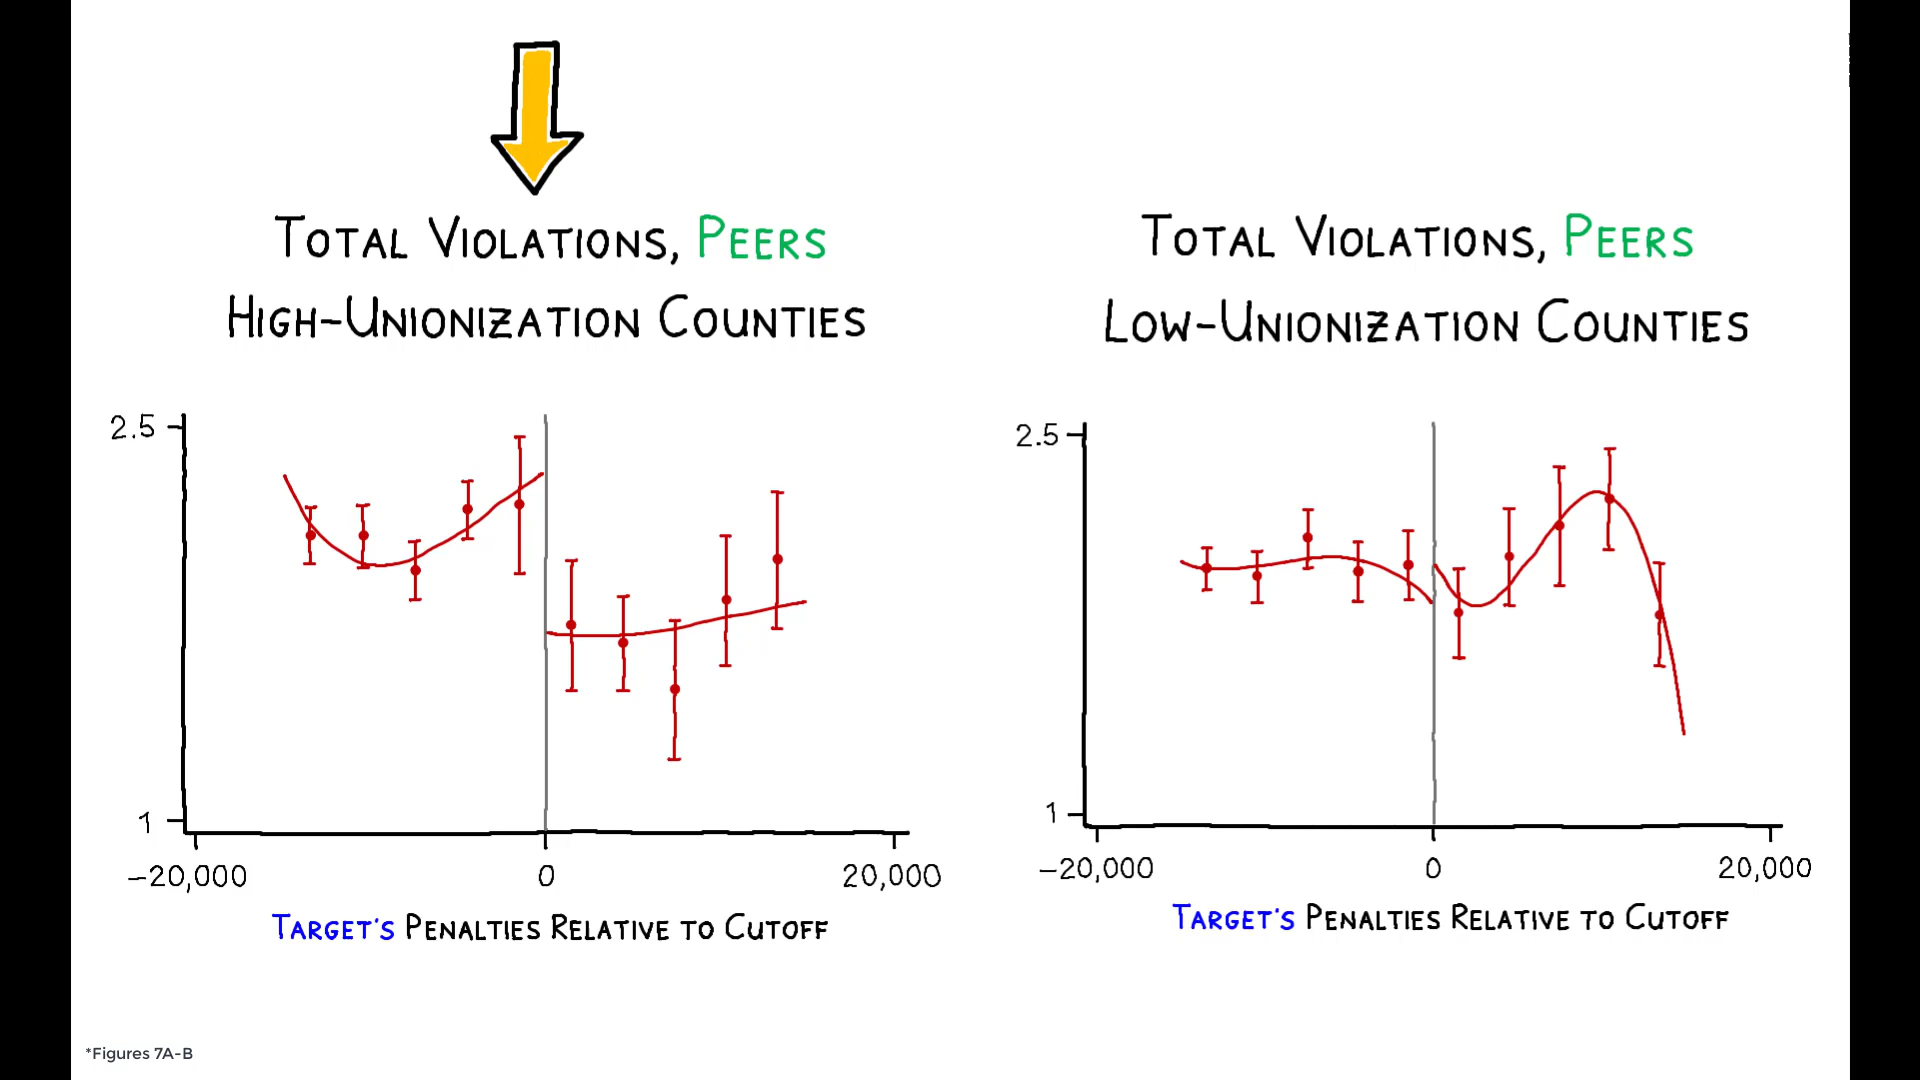 Total Violations, Peers
High-Unionization Counties
2.5
1
-20,000
0
20,000
Target's Penalties Relative to Cutoff
Total Violations, Peers
Low-Unionization Counties
2.5
1
-20,000
0
20,000
Target's Penalties Relative to Cutoff
*Figures 7A-B